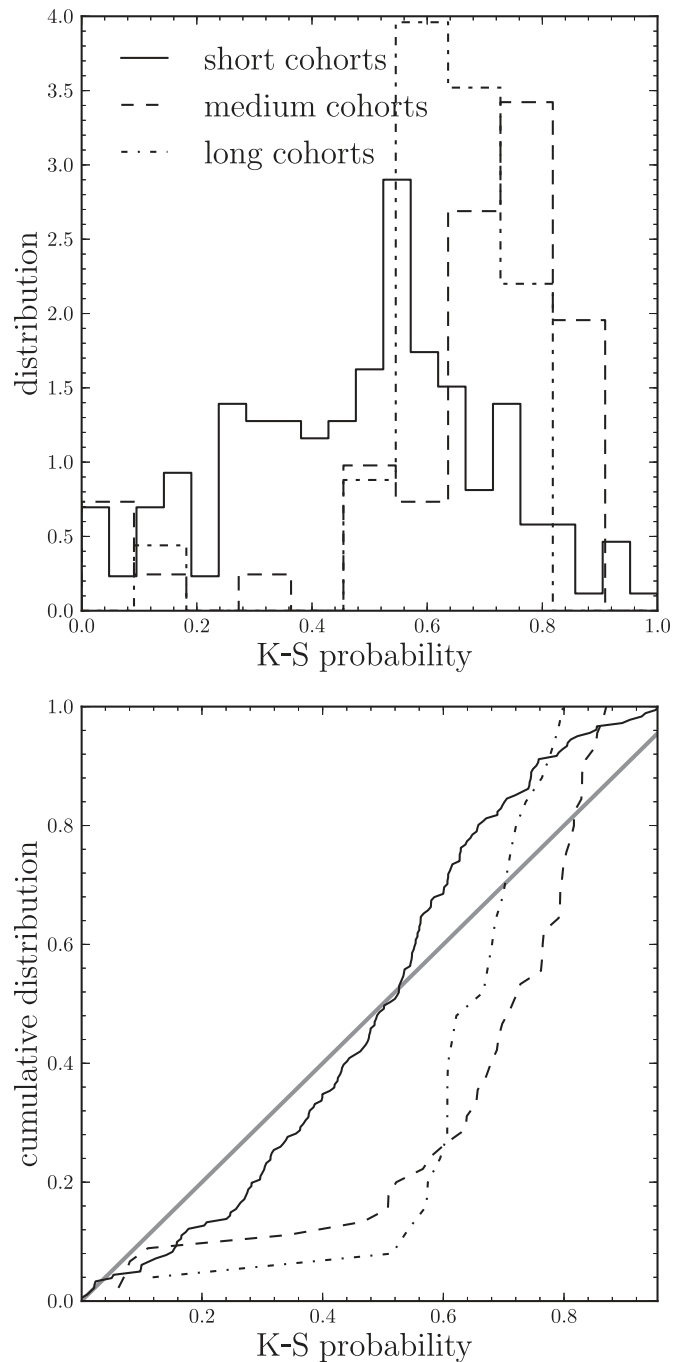 4.0
3.5
3.0
2.5
2.0
1.5
1.0
0.5
0.0
distribution
short cohorts
medium cohorts
long cohorts
0.0 0.2 0.4 0.6 0.8 1.0
K-S probability
1.0
0.8
0.6
0.4
0.2
0.0
cumulative distribution
0.2 0.4 0.6 0.8
K-S probability